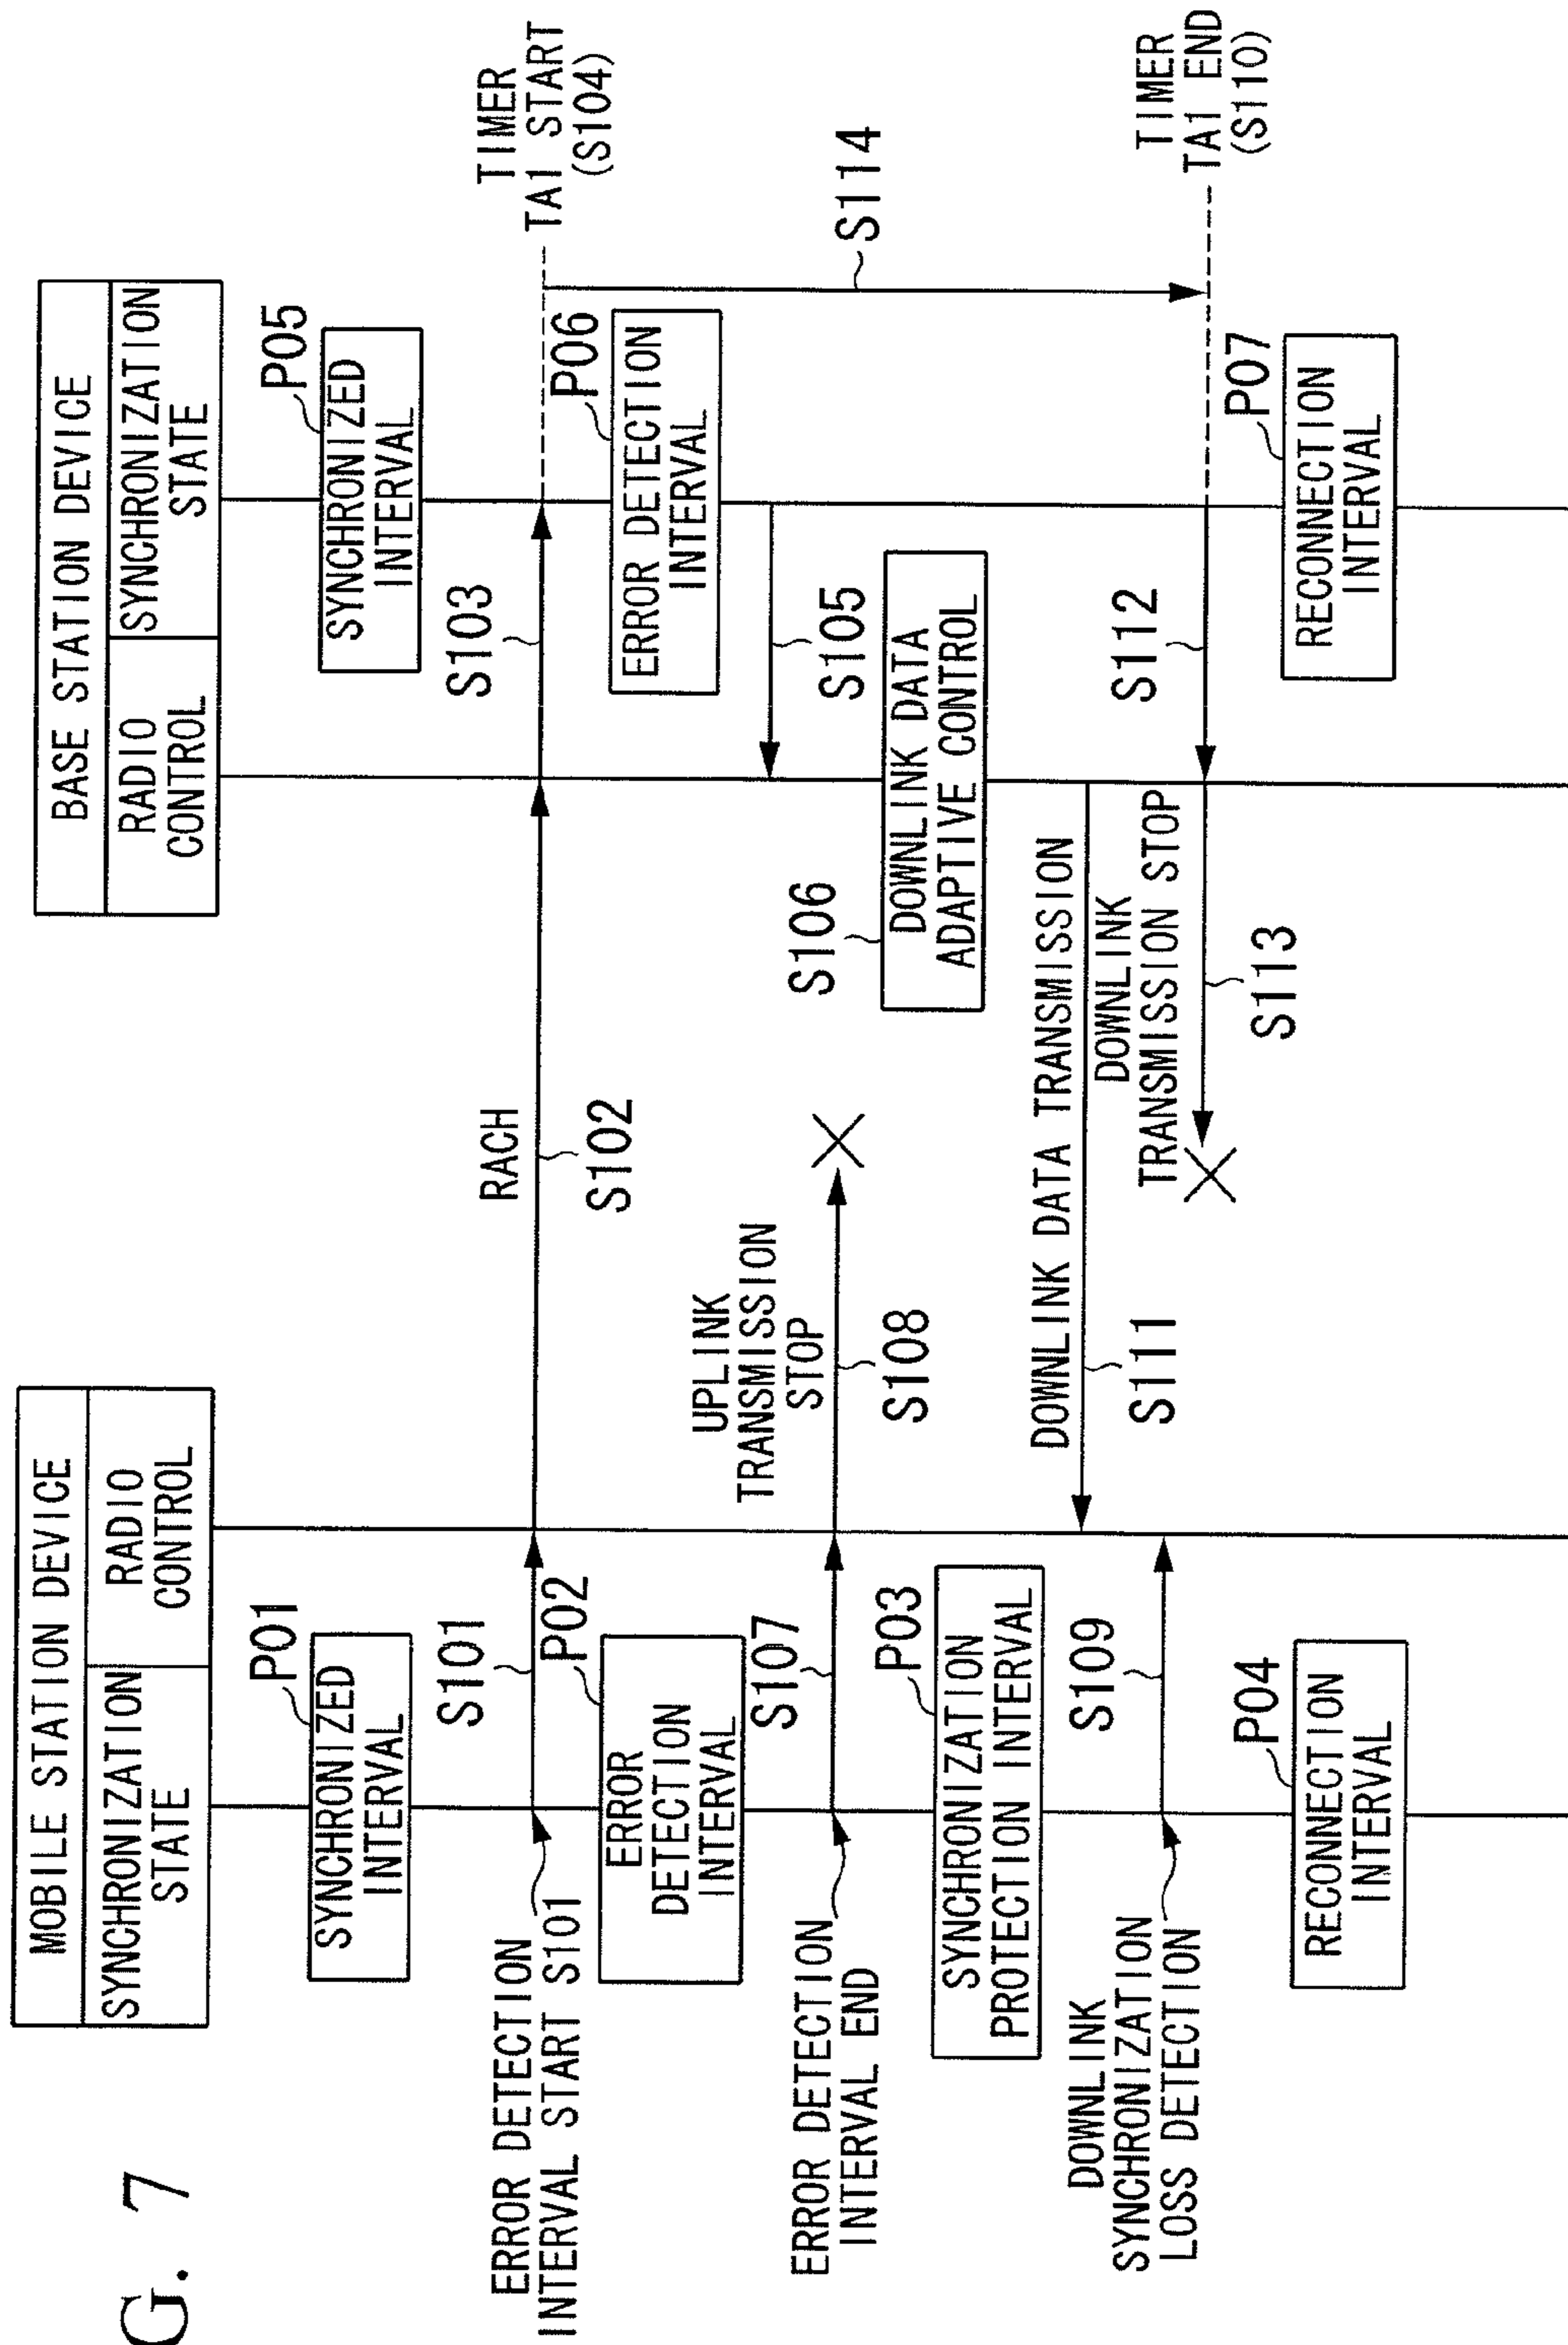 G. 7
MOBILE STATION DEVICE
SYNCHRONIZATION
STATE
RADIO
CONTROL
BASE STATION DEVICE
RADIO
CONTROL
SYNCHRONIZATION
STATE
P01
SYNCHRONIZED
INTERVAL
P05
SYNCHRONIZED
INTERVAL
ERROR DETECTION
INTERVAL START S101
S101
RACH
S102
S103
TIMER
TA1 START
(S104)
P02
ERROR
DETECTION
INTERVAL
P06
ERROR DETECTION
INTERVAL
S105
S114
ERROR DETECTION
INTERVAL END
S107
UPLINK
TRANSMISSION
STOP
S108
S106
DOWNLINK DATA
ADAPTIVE CONTROL
P03
SYNCHRONIZATION
PROTECTION INTERVAL
DOWNLINK DATA TRANSMISSION
S111
DOWNLINK
SYNCHRONIZATION
LOSS DETECTION
S109
DOWNLINK
TRANSMISSION STOP
S113
S112
TIMER
TA1 END
(S110)
P04
RECONNECTION
INTERVAL
P07
RECONNECTION
INTERVAL